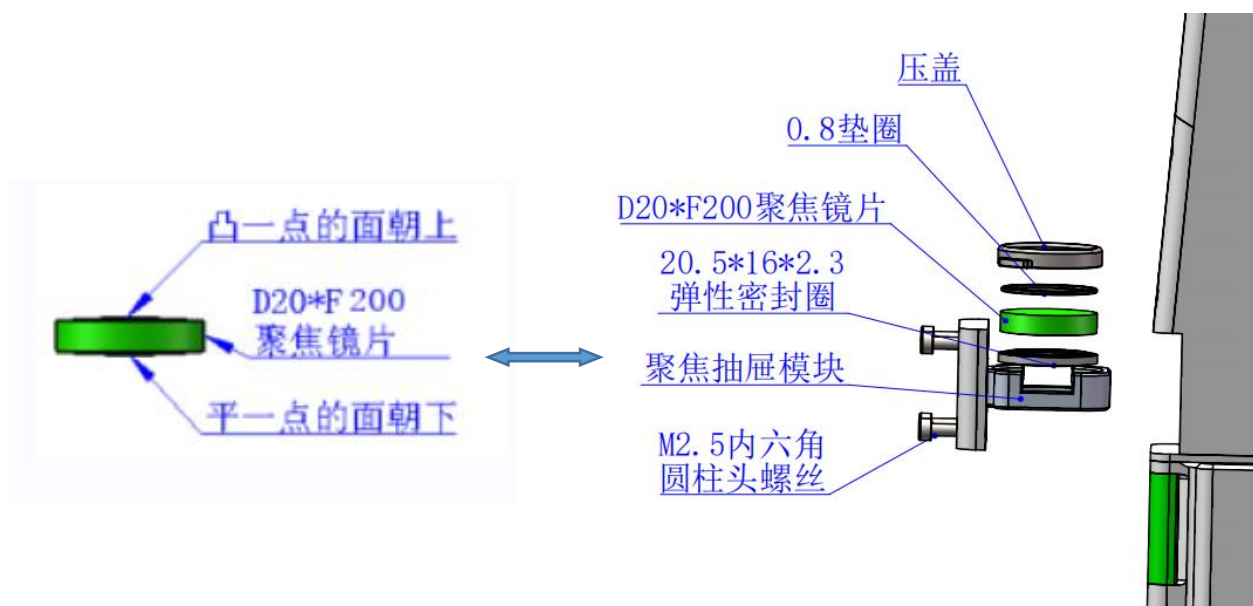 凸一点的面朝上
D20*F200
聚焦镜片
平一点的面朝下
压盖
0.8垫圈
D20*F200聚焦镜片
20.5*16*2.3
弹性密封圈
聚焦抽屉模块
M2.5内六角
圆柱头螺丝